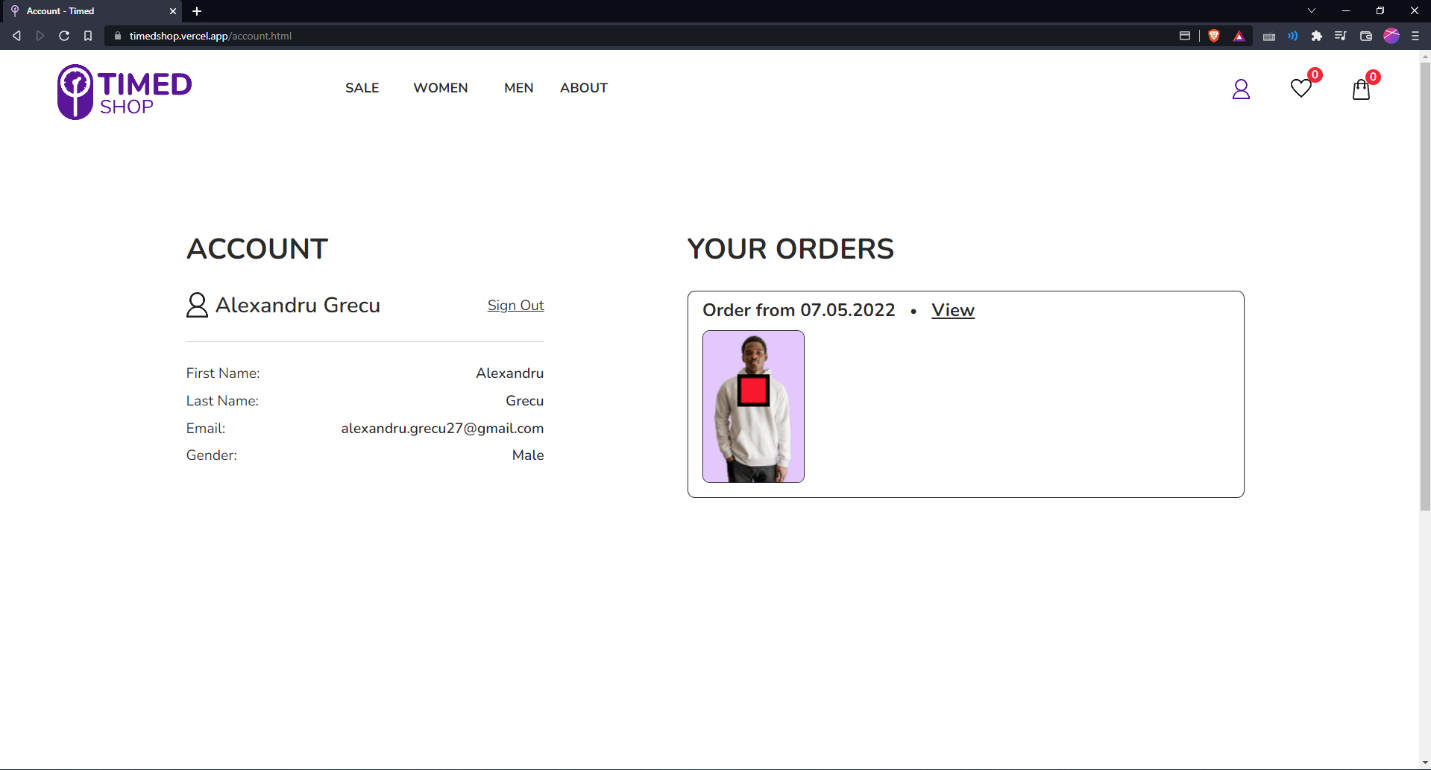 Account - Timed
timedshop.vercel.app/account.html
TIMED
SHOP
SALE WOMEN MEN ABOUT
0 0
ACCOUNT
Alexandru Grecu Sign Out
First Name: Alexandru
Last Name: Grecu
Email: alexandru.grecu27@gmail.com
Gender: Male
YOUR ORDERS
Order from 07.05.2022 • View